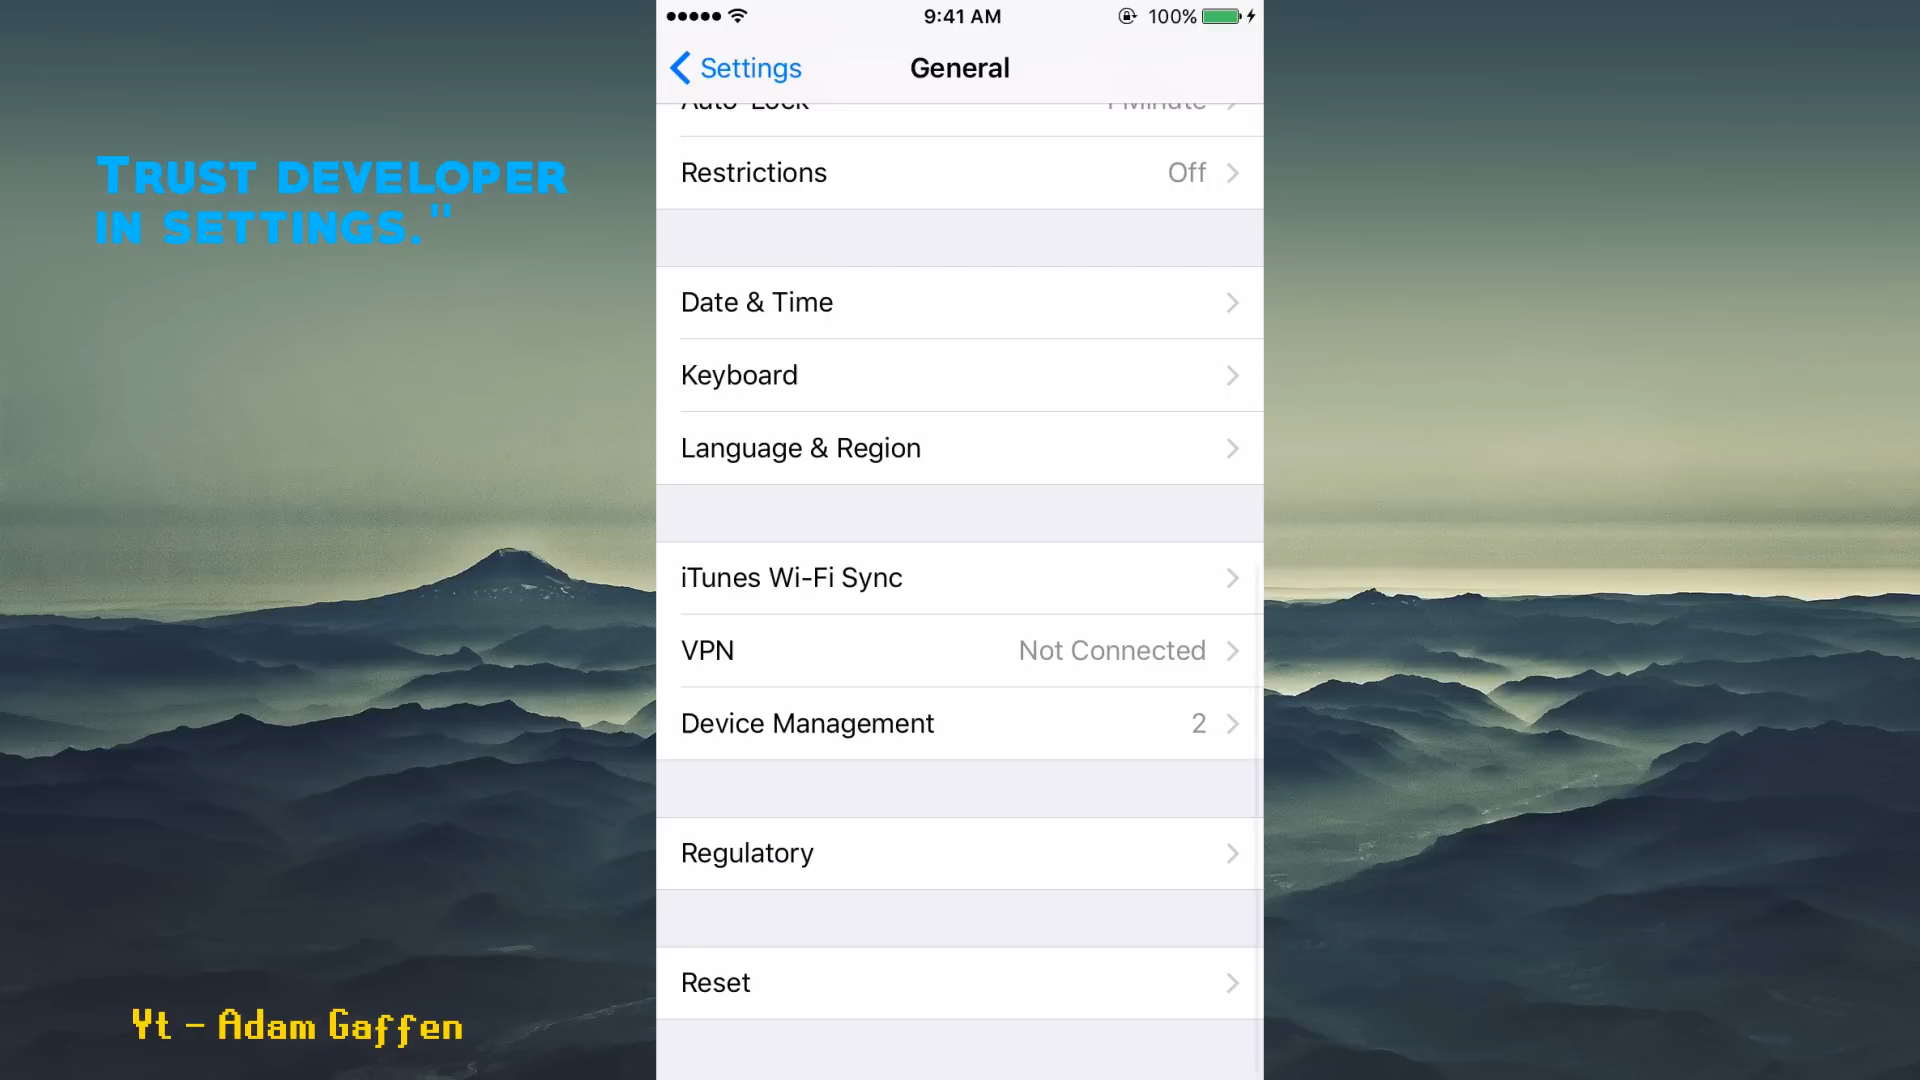 9:41 AM
100%
Settings
General
Auto-Lock
1 Minute
Restrictions
Off
TRUST DEVELOPER
IN SETTINGS."
Date & Time
Keyboard
Language & Region
iTunes Wi-Fi Sync
VPN
Not Connected
Device Management
2
Regulatory
Reset
Yt - Adam Gaffen